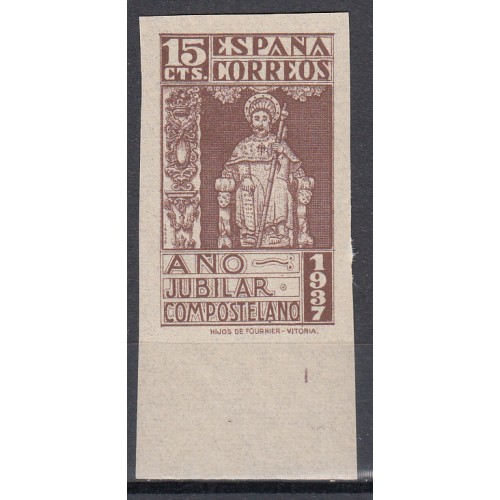 15 ESPAÑA
CTS. CORREOS
AÑO
JUBILAR
COMPOSTELANO
1937
HIJOS DE FOURNIER - VITORIA.